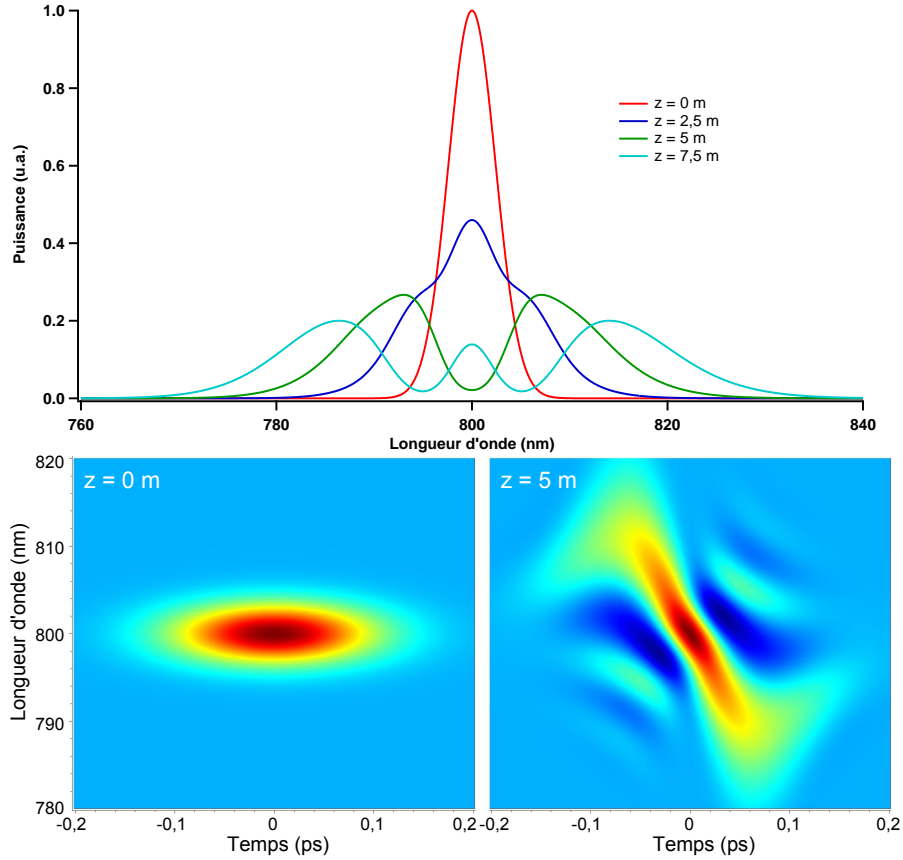 Puissance (u.a.)
1.0
0.8
0.6
0.4
0.2
0.0
z = 0 m
z = 2,5 m
z = 5 m
z = 7,5 m
760 780 800 820 840
Longueur d'onde (nm)
Longueur d'onde (nm)
820
810
800
790
780
z = 0 m
z = 5 m
-0,2 -0,1 0 0,1 0,2
-0,2 -0,1 0 0,1 0,2
Temps (ps)
Temps (ps)